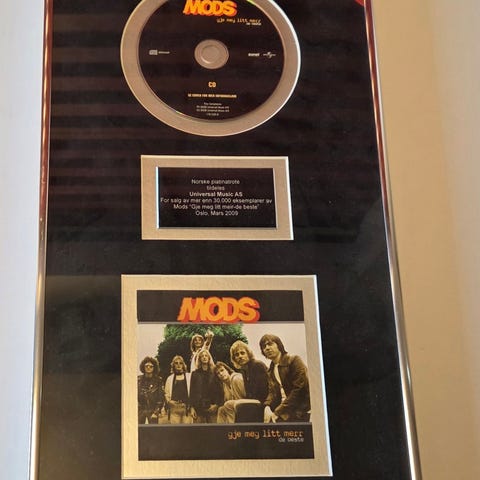 MODS
gje meg litt merr
de beste
CD
Norske platinatrofe
tildeles
Universal Music AS
For salg av mer enn 30.000 eksemplarer av
Mods "Gje meg litt meir-de beste"
Oslo, Mars 2009
MODS
gje meg litt merr
de beste